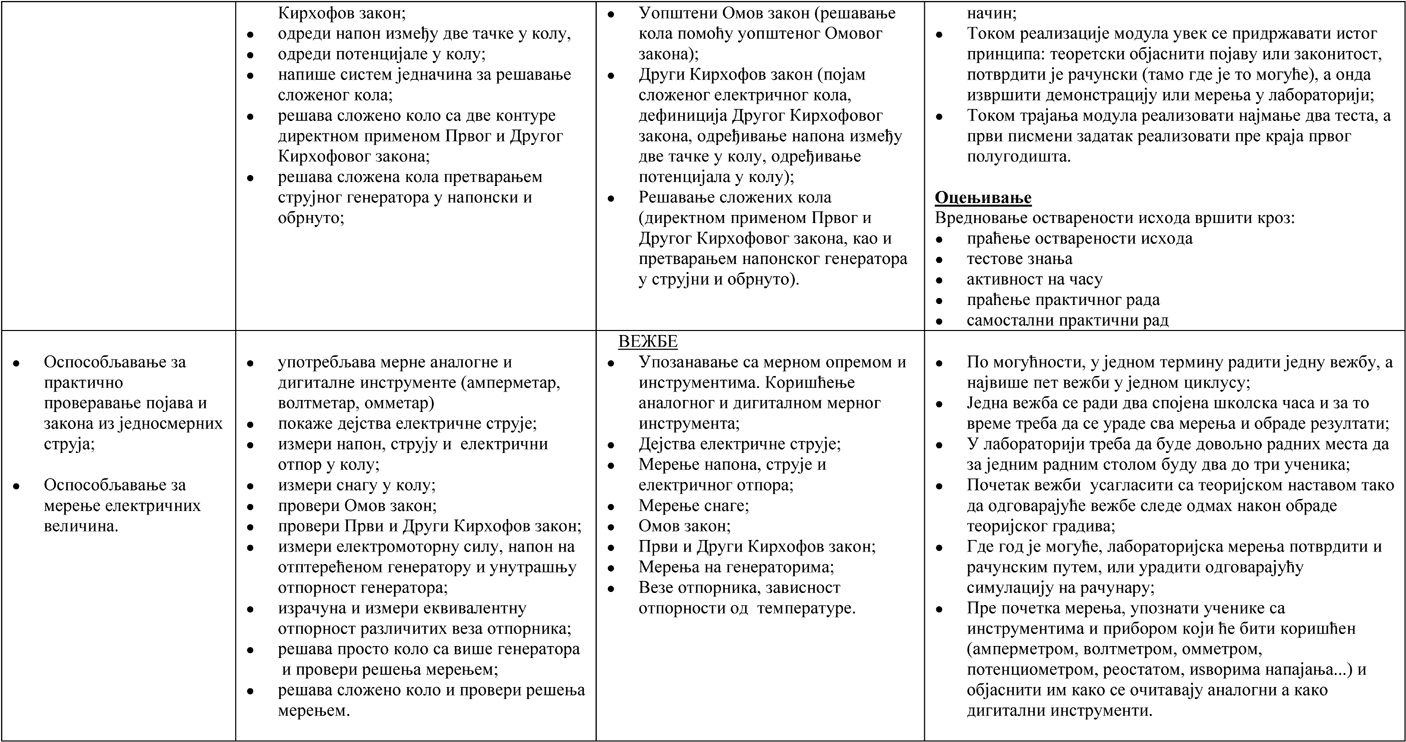 Кирхофов закон;
• одреди напон између две тачке у колу,
• одреди потенцијале у колу;
• напише систем једначина за решавање
сложеног кола;
• решава сложено коло са две контуре
директном применом Првог и Другог
Кирхофовог закона;
• решава сложена кола претварањем
струјног генератора у напонски и
обрнуто;
• Уопштени Омов закон (решавање
кола помоћу уопштеног Омовог
закона);
• Други Кирхофов закон (појам
сложеног електричног кола,
дефиниција Другог Кирхофовог
закона, одређивање напона између
две тачке у колу, одређивање
потенцијала у колу);
• Решавање сложених кола
(директном применом Првог и
Другог Кирхофовог закона, као и
претварањем напонског генератора
у струјни и обрнуто).
начин;
• Током реализације модула увек се придржавати истог
принципа: теоретски објаснити појаву или законитост,
потврдити је рачунски (тамо где је то могуће), а онда
извршити демонстрацију или мерења у лабораторији;
• Током трајања модула реализовати најмање два теста, а
први писмени задатак реализовати пре краја првог
полугодишта.
Оцењивање
Вредновање остварености исхода вршити кроз:
• праћење остварености исхода
• тестове знања
• активност на часу
• праћење практичног рада
• самостални практични рад
• Оспособљавање за
практично
проверавање појава и
закона из једносмерних
струја;
• Оспособљавање за
мерење електричних
величина.
• употребљава мерне аналогне и
дигиталне инструменте (амперметар,
волтметар, омметар)
• покаже дејства електричне струје;
• измери напон, струју и електрични
отпор у колу;
• измери снагу у колу;
• провери Омов закон;
• провери Први и Други Кирхофов закон;
• измери електромоторну силу, напон на
отптерећеном генератору и унутрашњу
отпорност генератора;
• израчуна и измери еквивалентну
отпорност различитих веза отпорника;
• решава просто коло са више генератора
и провери решења мерењем;
• решава сложено коло и провери решења
мерењем.
ВЕЖБЕ
• Упознавање са мерном опремом и
инструментима. Коришћење
аналогног и дигиталном мерног
инструмента;
• Дејства електричне струје;
• Мерење напона, струје и
електричног отпора;
• Мерење снаге;
• Омов закон;
• Први и Други Кирхофов закон;
• Мерења на генераторима;
• Везе отпорника, зависност
отпорности од температуре.
• По могућности, у једном термину радити једну вежбу, а
највише пет вежби у једном циклусу;
• Једна вежба се ради два спојена школска часа и за то
време треба да се ураде сва мерења и обраде резултати;
• У лабораторији треба да буде довољно радних места да
за једним радним столом буду два до три ученика;
• Почетак вежби усагласити са теоријском наставом тако
да одговарајуће вежбе следе одмах након обраде
теоријског градива;
• Где год је могуће, лабораторијска мерења потврдити и
рачунским путем, или урадити одговарајућу
симулацију на рачунару;
• Пре почетка мерења, упознати ученике са
инструментима и прибором који ће бити коришћен
(амперметром, волтметром, омметром,
потенциометром, реостатом, изворима напајања...) и
објаснити им како се очитавају аналогни а како
дигитални инструменти.